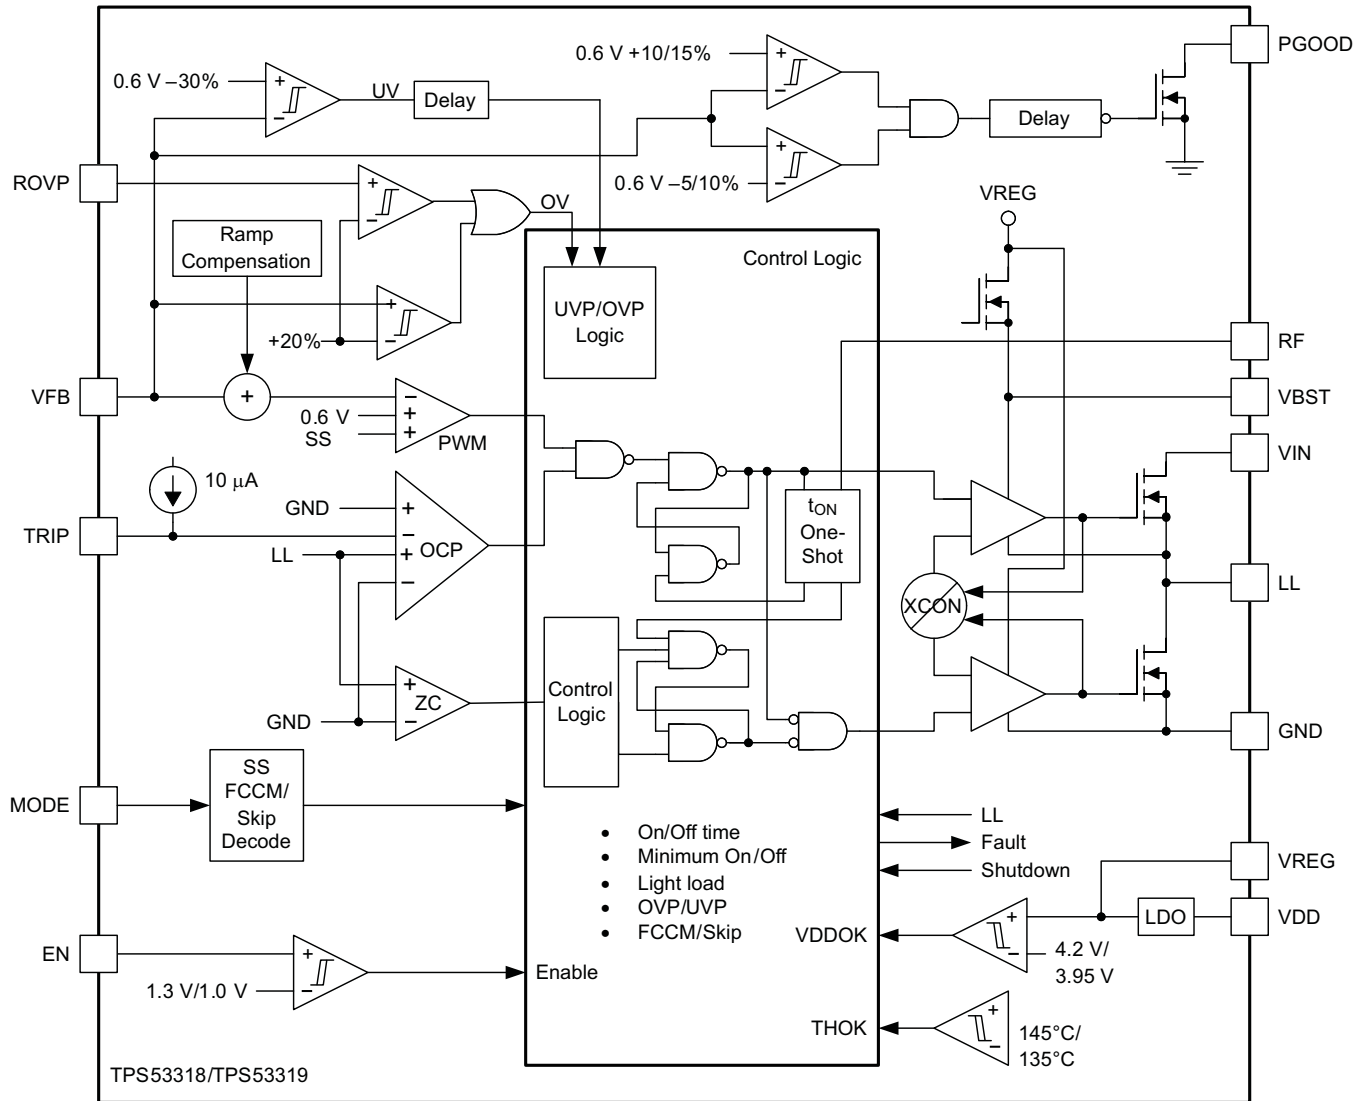 PGOOD
0.6 V +10/15%
0.6 V –30%
+
–
UV
Delay
+
–
Delay
+
–
0.6 V –5/10%
ROVP
+
–
OV
VREG
Ramp
Compensation
Control Logic
UVP/OVP
Logic
+
–
+20%
RF
VFB
+
–
+
+
0.6 V
SS
PWM
VBST
VIN
10 µA
GND
TRIP
LL
+
–
+
–
OCP
tON
One-
Shot
XCON
LL
Control
Logic
+
–
ZC
GND
GND
MODE
SS
FCCM/
Skip
Decode
• On/Off time
• Minimum On/Off
• Light load
• OVP/UVP
• FCCM/Skip
LL
Fault
Shutdown
VREG
LDO
VDD
VDDOK
+
–
4.2 V/
3.95 V
EN
+
–
1.3 V/1.0 V
Enable
THOK
+
–
145°C/
135°C
TPS53318/TPS53319